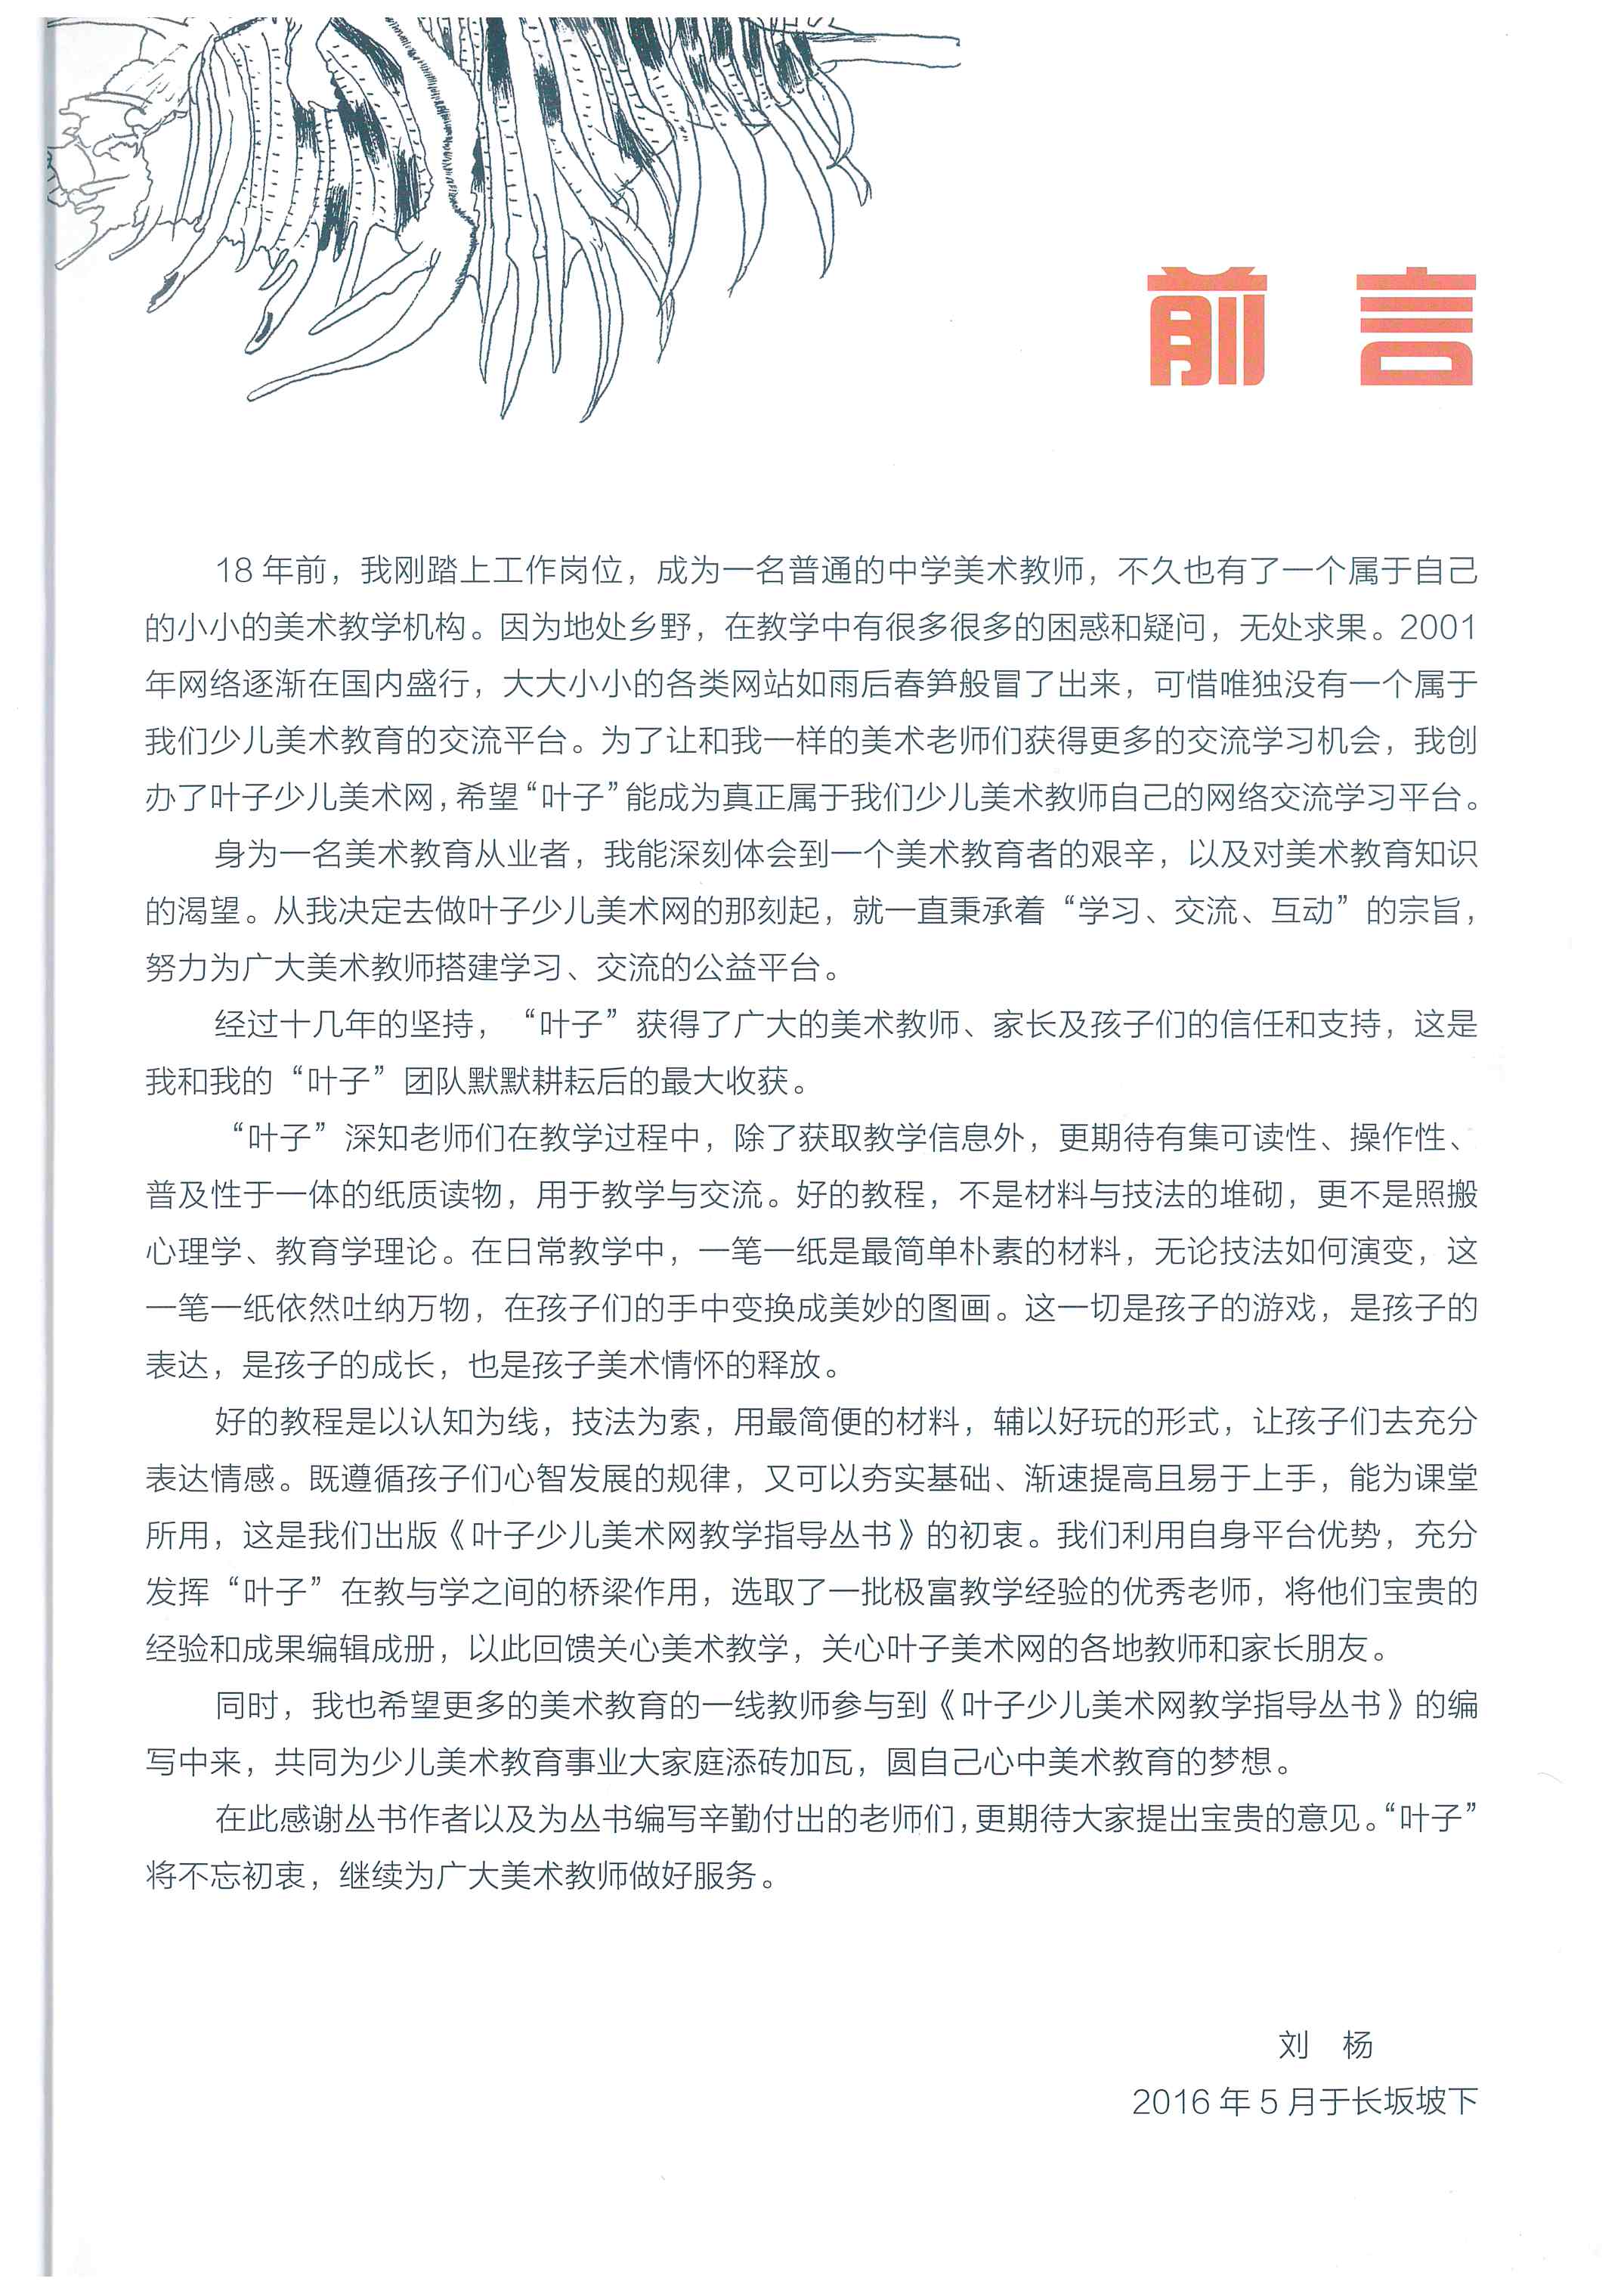 前 言
18 年前，我刚踏上工作岗位，成为一名普通的中学美术教师，不久也有了一个属于自己
的小小的美术教学机构。因为地处乡野，在教学中有很多很多的困惑和疑问，无处求果。2001
年网络逐渐在国内盛行，大大小小的各类网站如雨后春笋般冒了出来，可惜唯独没有一个属于
我们少儿美术教育的交流平台。为了让和我一样的美术老师们获得更多的交流学习机会，我创
办了叶子少儿美术网，希望“叶子”能成为真正属于我们少儿美术教师自己的网络交流学习平台。
身为一名美术教育从业者，我能深刻体会到一个美术教育者的艰辛，以及对美术教育知识
的渴望。从我决定去做叶子少儿美术网的那刻起，就一直秉承着“学习、交流、互动”的宗旨，
努力为广大美术教师搭建学习、交流的公益平台。
经过十几年的坚持，“叶子”获得了广大的美术教师、家长及孩子们的信任和支持，这是
我和我的“叶子”团队默默耕耘后的最大收获。
“叶子”深知老师们在教学过程中，除了获取教学信息外，更期待有集可读性、操作性、
普及性于一体的纸质读物，用于教学与交流。好的教程，不是材料与技法的堆砌，更不是照搬
心理学、教育学理论。在日常教学中，一笔一纸是最简单朴素的材料，无论技法如何演变，这
一笔一纸依然吐纳万物，在孩子们的手中变换成美妙的图画。这一切是孩子的游戏，是孩子的
表达，是孩子的成长，也是孩子美术情怀的释放。
好的教程是以认知为线，技法为索，用最简便的材料，辅以好玩的形式，让孩子们去充分
表达情感。既遵循孩子们心智发展的规律，又可以夯实基础、渐速提高且易于上手，能为课堂
所用，这是我们出版《叶子少儿美术网教学指导丛书》的初衷。我们利用自身平台优势，充分
发挥“叶子”在教与学之间的桥梁作用，选取了一批极富教学经验的优秀老师，将他们宝贵的
经验和成果编辑成册，以此回馈关心美术教学，关心叶子美术网的各地教师和家长朋友。
同时，我也希望更多的美术教育的一线教师参与到《叶子少儿美术网教学指导丛书》的编
写中来，共同为少儿美术教育事业大家庭添砖加瓦，圆自己心中美术教育的梦想。
在此感谢丛书作者以及为丛书编写辛勤付出的老师们，更期待大家提出宝贵的意见。“叶子”
将不忘初衷，继续为广大美术教师做好服务。
刘 杨
2016 年 5 月于长坂坡下